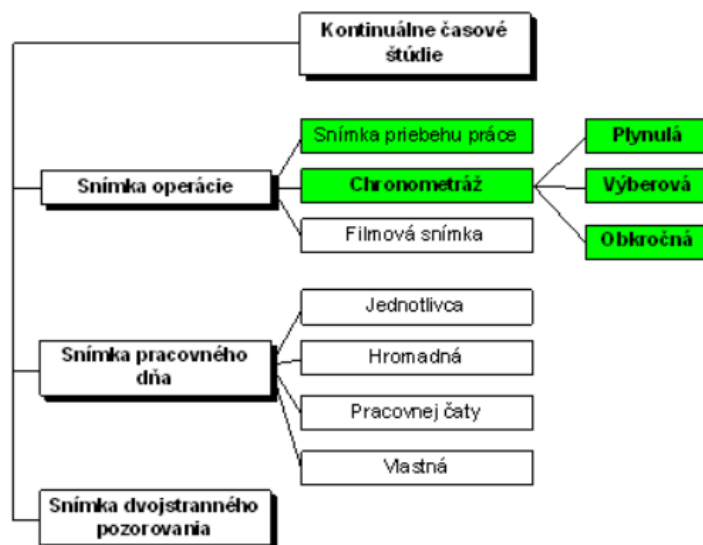 Kontinuálne časové
štúdie
Snímka operácie
Snímka priebehu práce
Chronometráž
Filmová snímka
Plynulá
Výberová
Obkročná
Snímka pracovného
dňa
Jednotlivca
Hromadná
Pracovnej čaty
Vlastná
Snímka dvojstranného
pozorovania